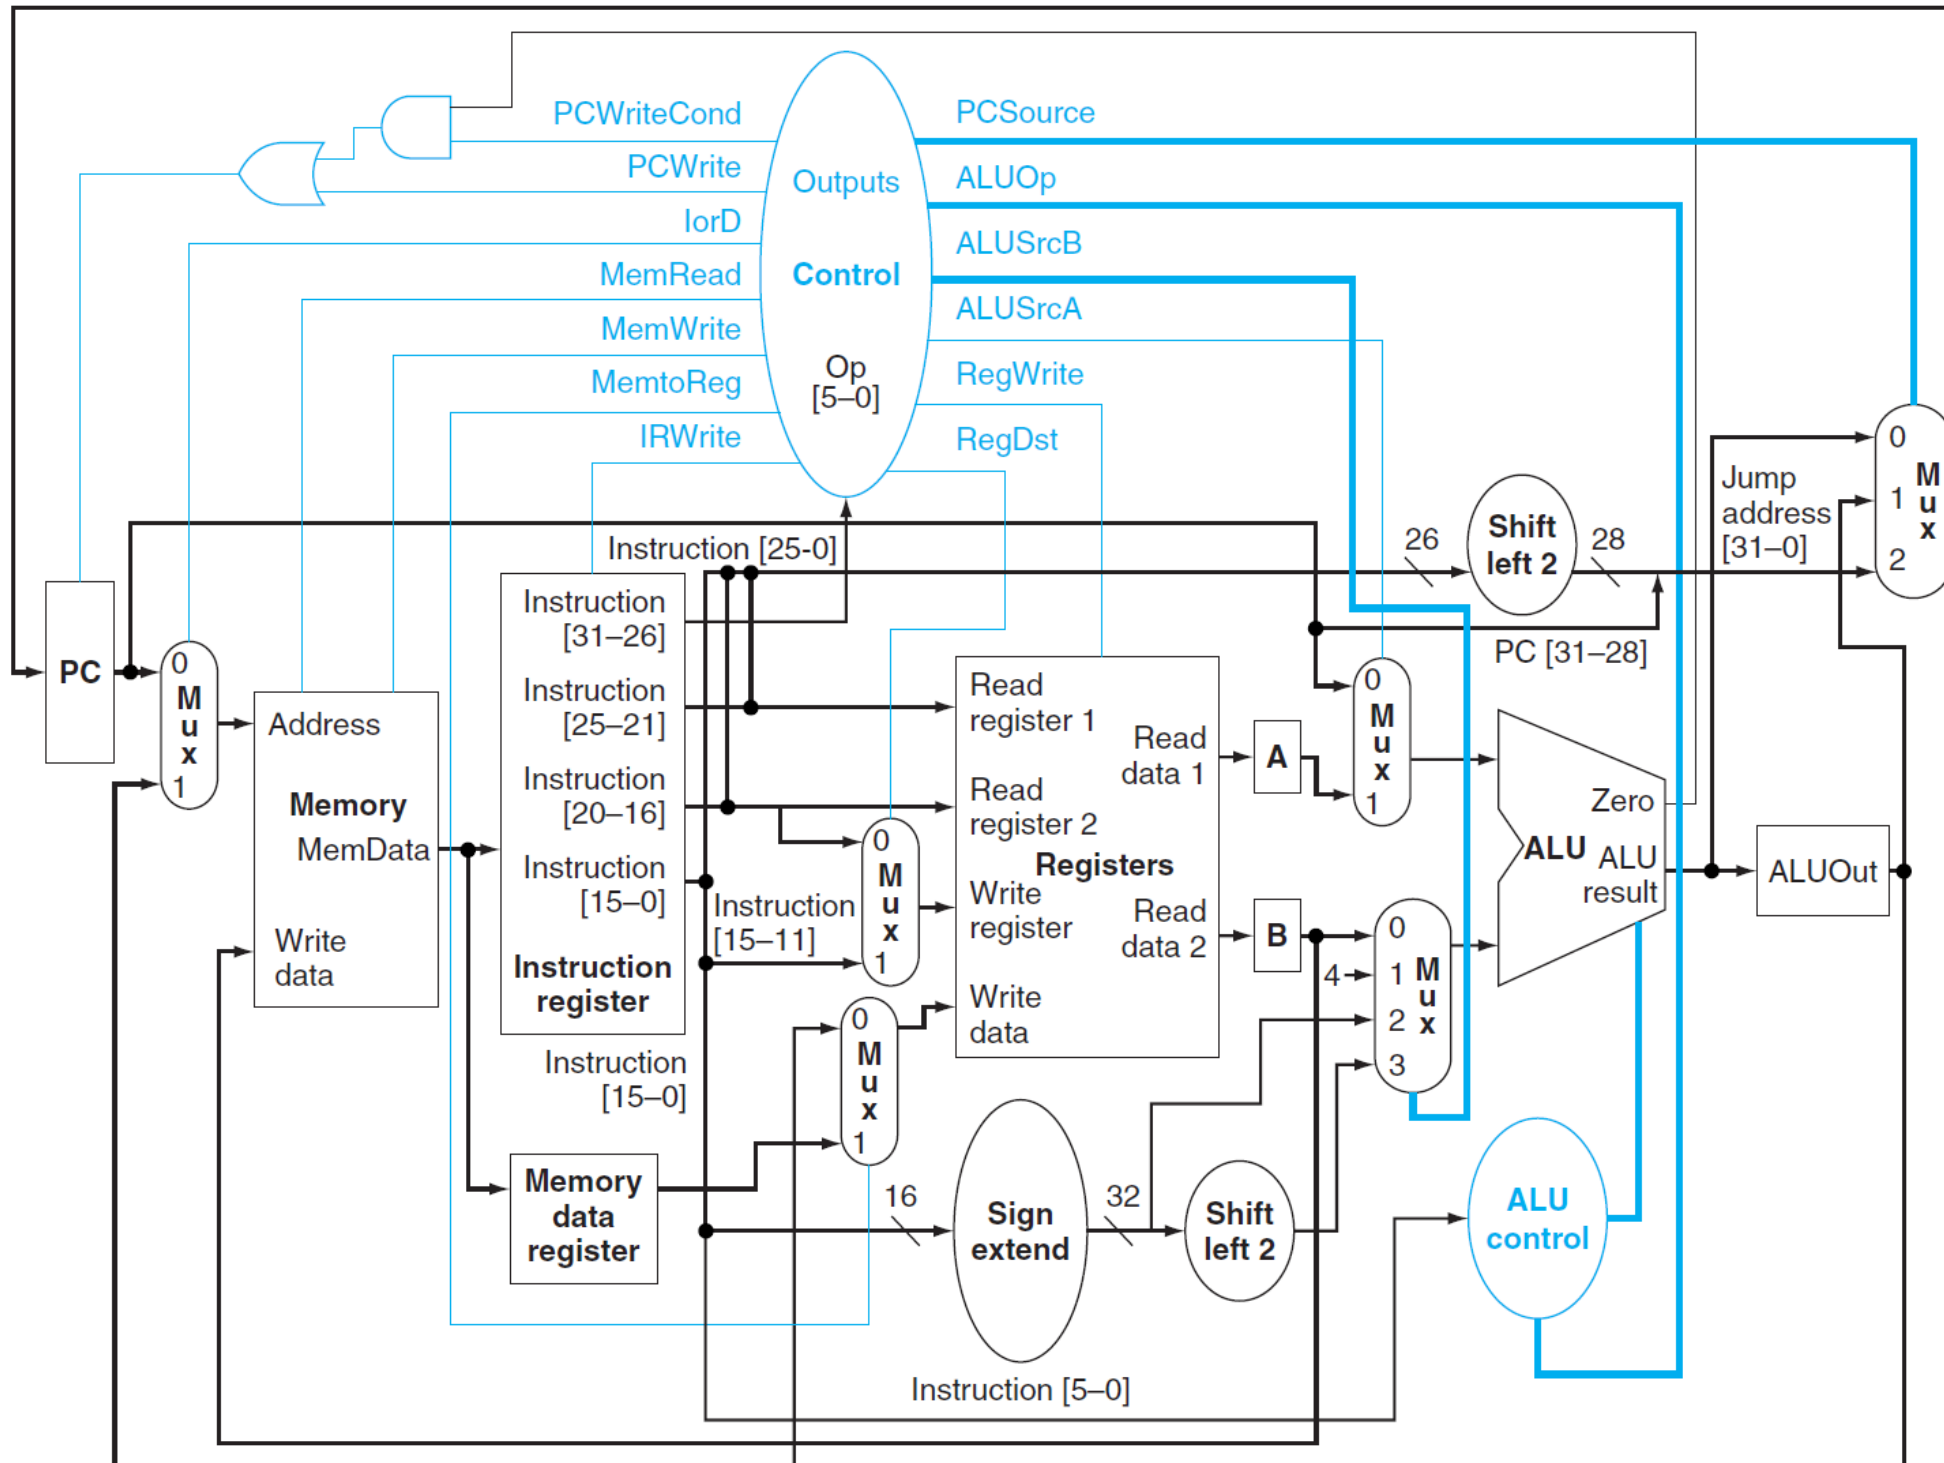 PCWriteCond
PCWrite
IorD
MemRead
MemWrite
MemtoReg
IRWrite
Outputs
Control
Op
[5–0]
PCSource
ALUOp
ALUSrcB
ALUSrcA
RegWrite
RegDst
Instruction [25-0]
26
Shift
left 2
28
Jump
address
[31–0]
0
1
2
M
u
x
PC [31–28]
PC
0
M
u
x
1
Address
Memory
MemData
Write
data
Instruction
[31–26]
Instruction
[25–21]
Instruction
[20–16]
Instruction
[15–0]
Instruction
register
Instruction
[15–11]
0
M
u
x
1
Read
register 1
Read
register 2
Registers
Write
register
Write
data
Read
data 1
Read
data 2
A
B
0
M
u
x
1
4
0
1
2
3
M
u
x
Zero
ALU
ALU
result
ALUOut
Instruction
[15–0]
0
M
u
x
1
Memory
data
register
16
Sign
extend
32
Shift
left 2
ALU
control
Instruction [5–0]